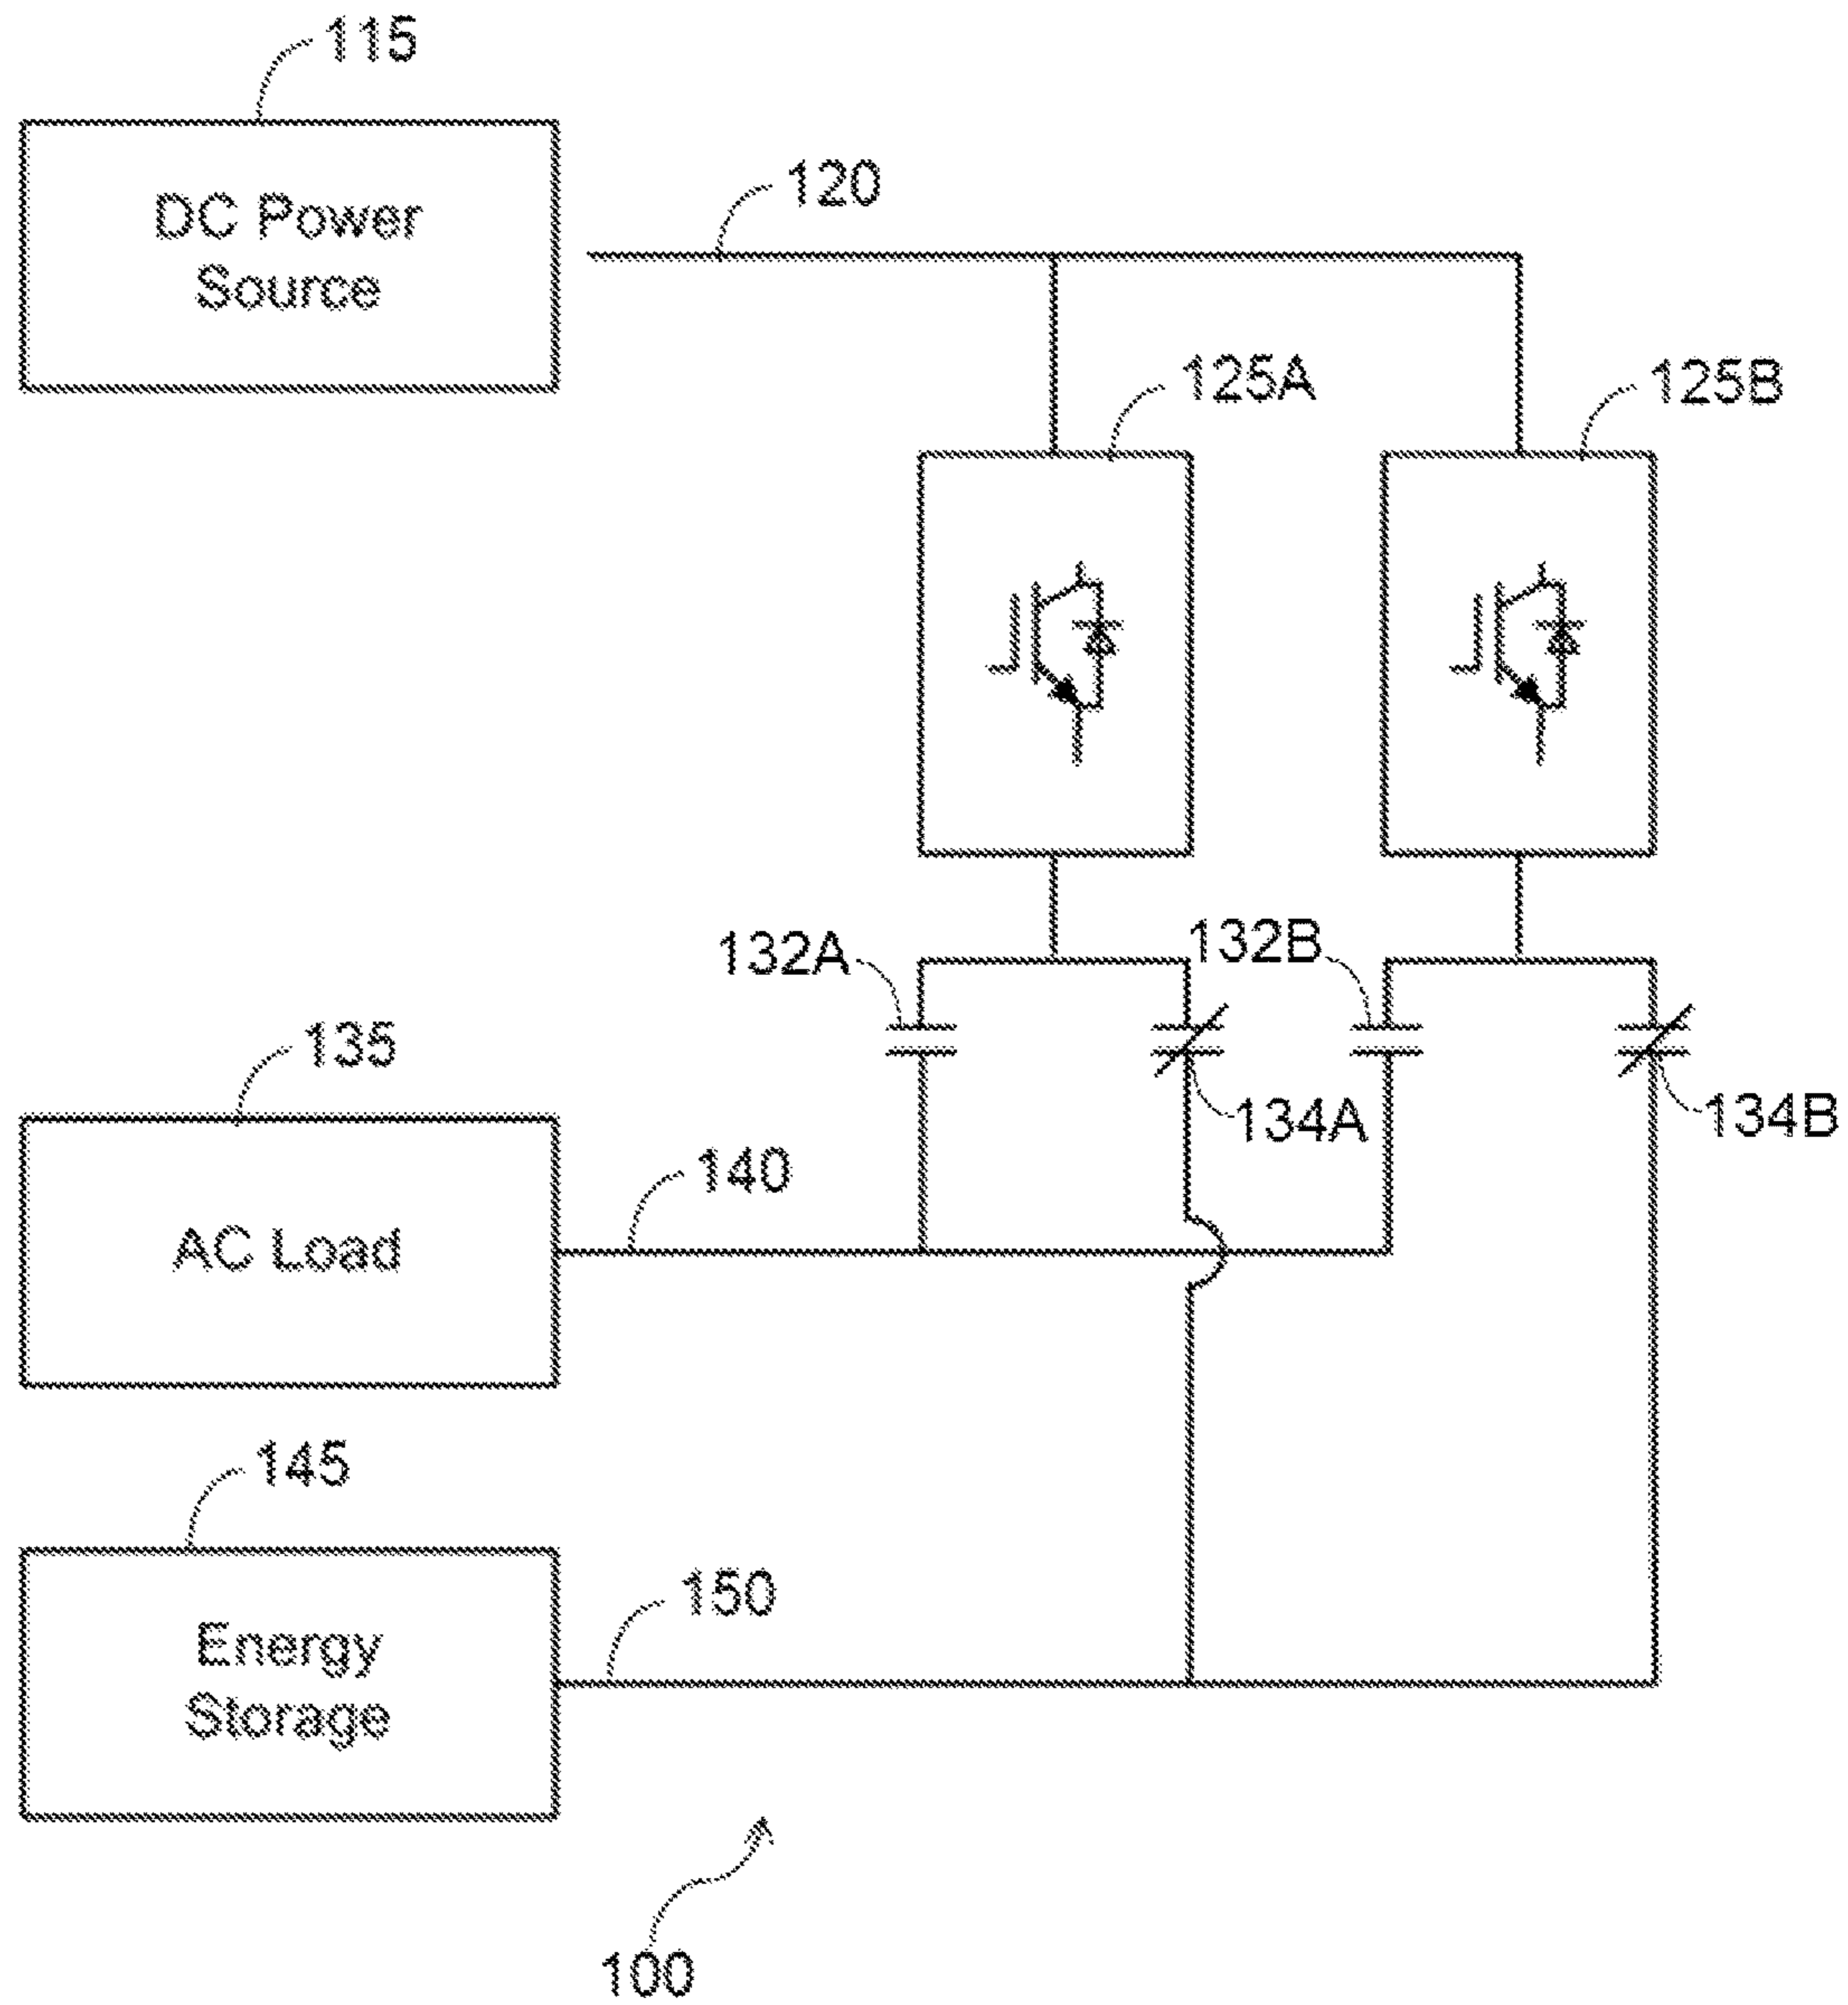 115
DC Power
Source
120
125A
125B
132A
132B
134A
134B
135
AC Load
140
145
Energy
Storage
150
100